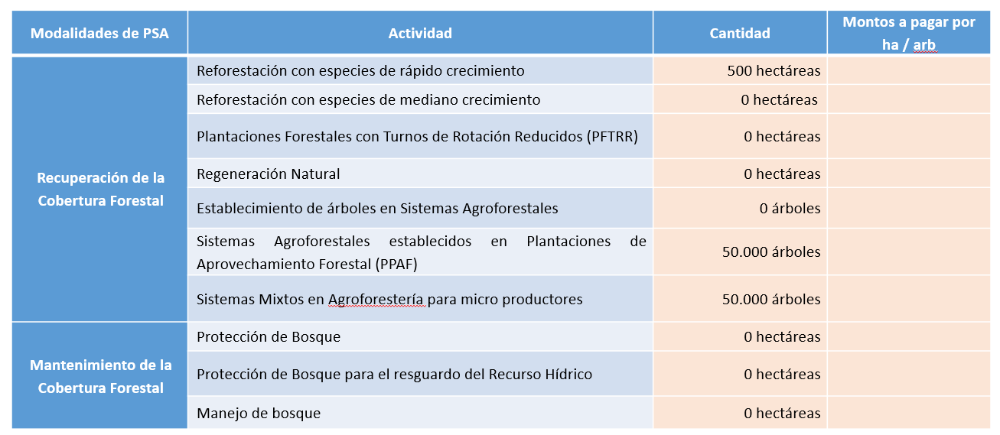 Modalidades de PSA
Actividad
Cantidad
Montos a pagar por
ha / arb
Recuperación de la
Cobertura Forestal
Reforestación con especies de rápido crecimiento
500 hectáreas
Reforestación con especies de mediano crecimiento
0 hectáreas
Plantaciones Forestales con Turnos de Rotación Reducidos (PFTRR)
0 hectáreas
Regeneración Natural
0 hectáreas
Establecimiento de árboles en Sistemas Agroforestales
0 árboles
Sistemas Agroforestales establecidos en Plantaciones de
Aprovechamiento Forestal (PPAF)
50.000 árboles
Sistemas Mixtos en Agroforestería para micro productores
50.000 árboles
Mantenimiento de la
Cobertura Forestal
Protección de Bosque
0 hectáreas
Protección de Bosque para el resguardo del Recurso Hídrico
0 hectáreas
Manejo de bosque
0 hectáreas